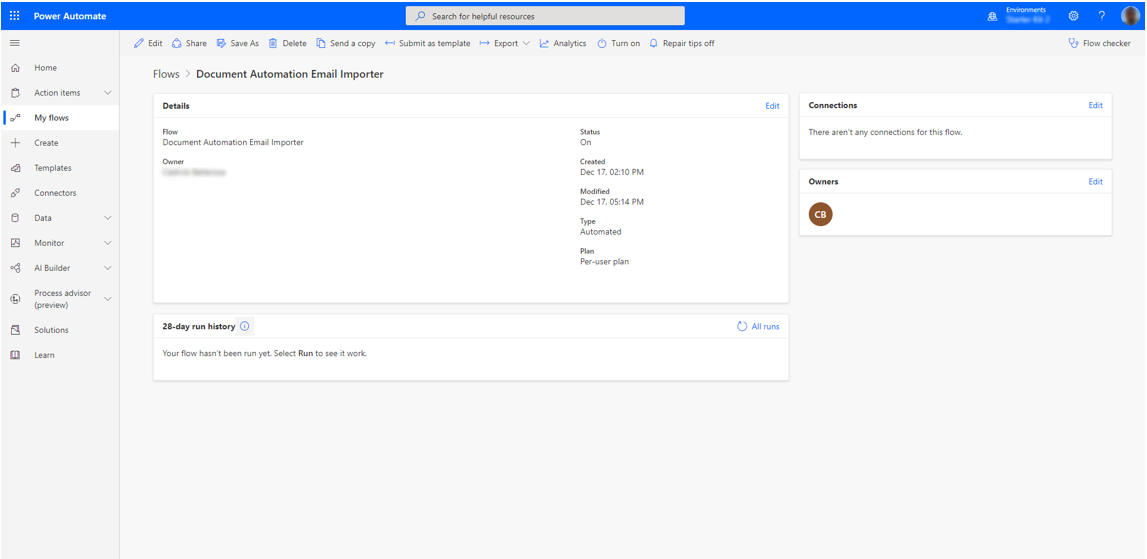 Power Automate
Search for helpful resources
Environments
Edit Share Save As Delete Send a copy Submit as template Export Analytics Turn on Repair tips off Flow checker
Home
Action items
My flows
Create
Templates
Connectors
Data
Monitor
AI Builder
Process advisor
(preview)
Solutions
Learn
Flows > Document Automation Email Importer
Details Edit
Flow
Document Automation Email Importer
Owner
Status
On
Created
Dec 17, 02:10 PM
Modified
Dec 17, 05:14 PM
Type
Automated
Plan
Per-user plan
28-day run history All runs
Your flow hasn't been run yet. Select Run to see it work.
Connections Edit
There aren't any connections for this flow.
Owners Edit
CB